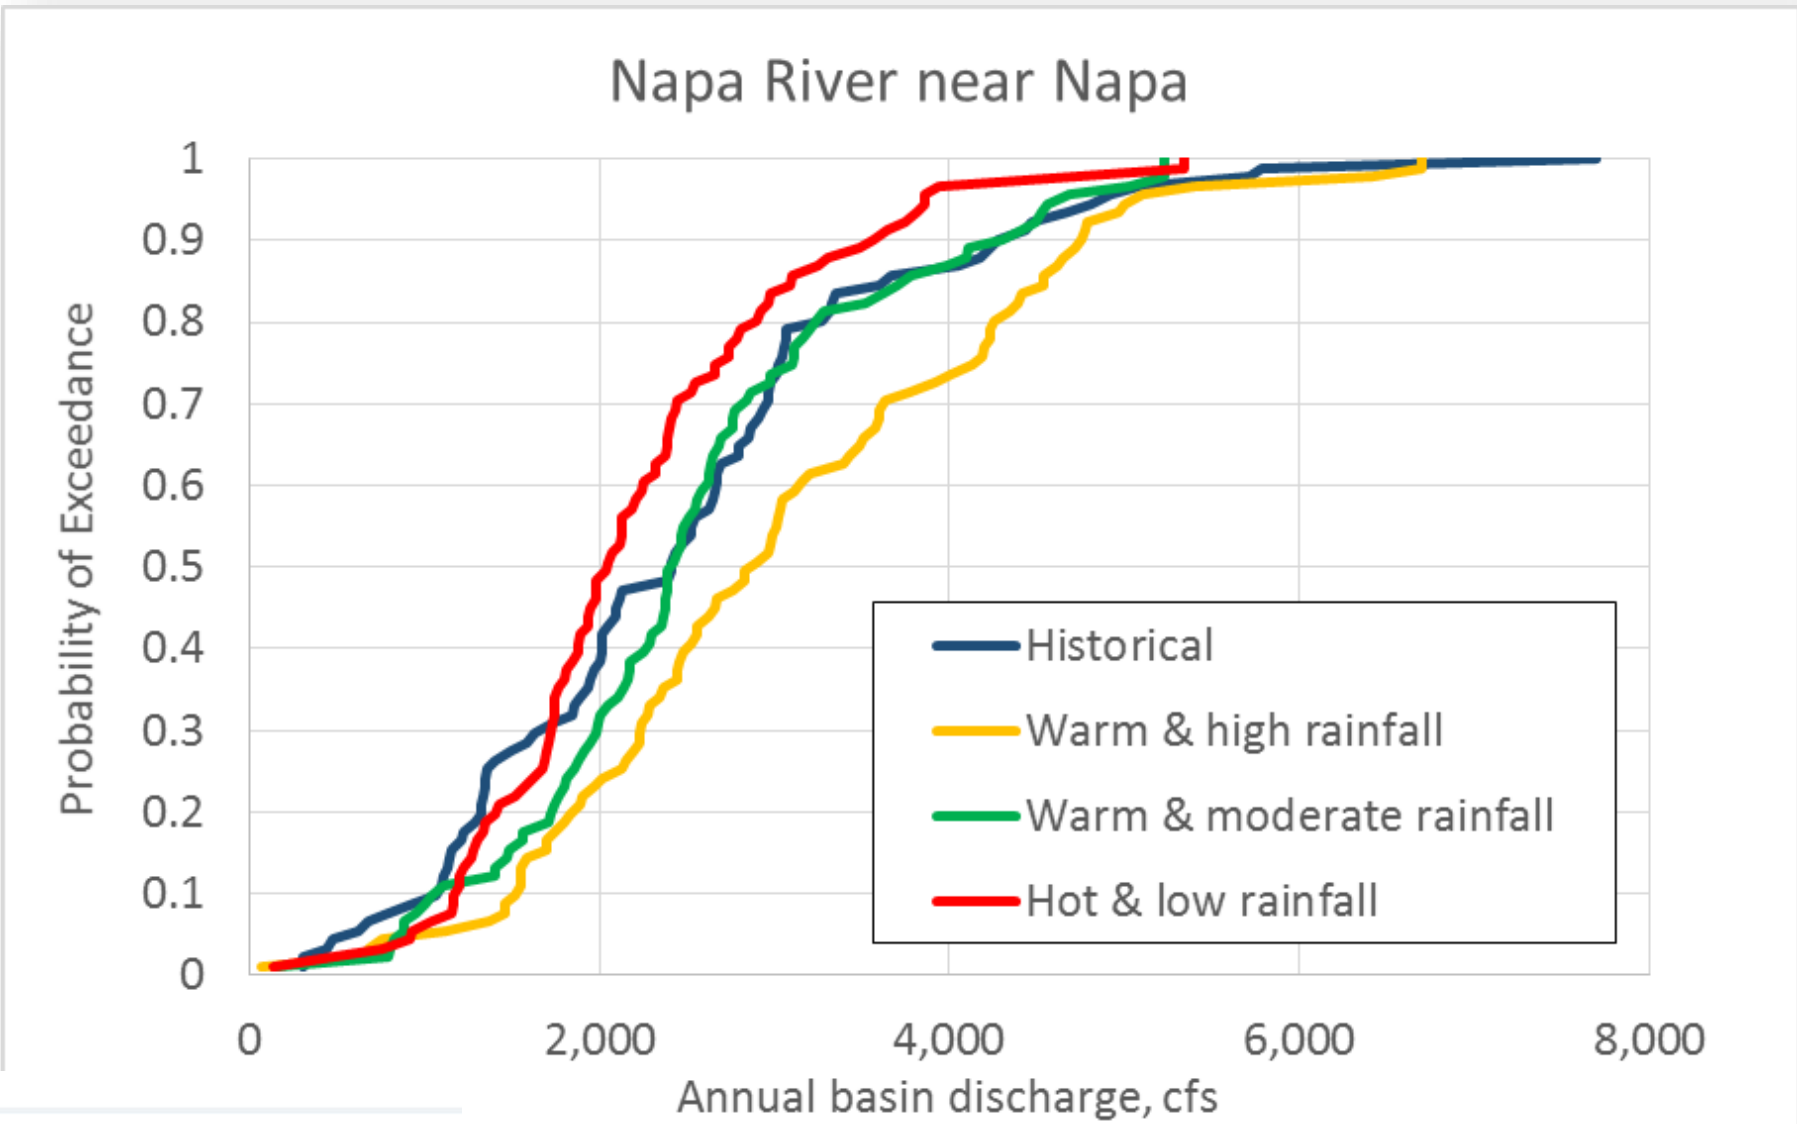 Napa River near Napa
Probability of Exceedance
1
0.9
0.8
0.7
0.6
0.5
0.4
0.3
0.2
0.1
0
Historical
Warm & high rainfall
Warm & moderate rainfall
Hot & low rainfall
0 2,000 4,000 6,000 8,000
Annual basin discharge, cfs